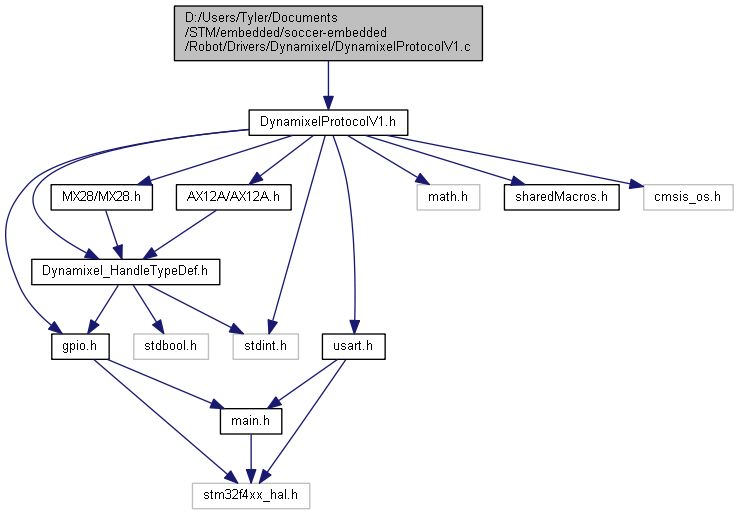 D:/Users/Tyler/Documents
/STM/embedded/soccer-embedded
/Robot/Drivers/Dynamixel/DynamixelProtocolV1.c
DynamixelProtocolV1.h
MX28/MX28.h
AX12A/AX12A.h
math.h
sharedMacros.h
cmsis_os.h
Dynamixel_HandleTypeDef.h
gpio.h
stdbool.h
stdint.h
usart.h
main.h
stm32f4xx_hal.h